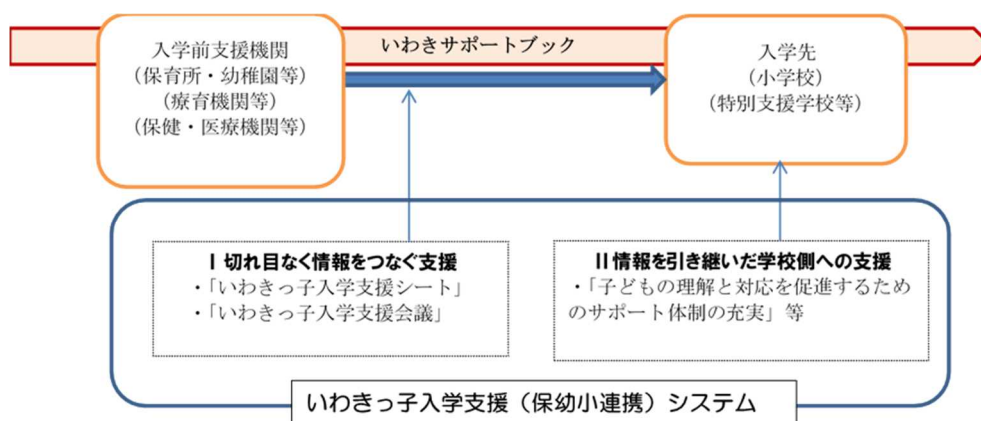 いわきサポートブック
入学前支援機関
（保育所・幼稚園等）
（療育機関等）
（保健・医療機関等）
入学先
（小学校）
（特別支援学校等）
Ⅰ 切れ目なく情報をつなぐ支援
・「いわきっ子入学支援シート」
・「いわきっ子入学支援会議」
Ⅱ 情報を引き継いだ学校側への支援
・「子どもの理解と対応を促進するため
のサポート体制の充実」等
いわきっ子入学支援（保幼小連携）システム